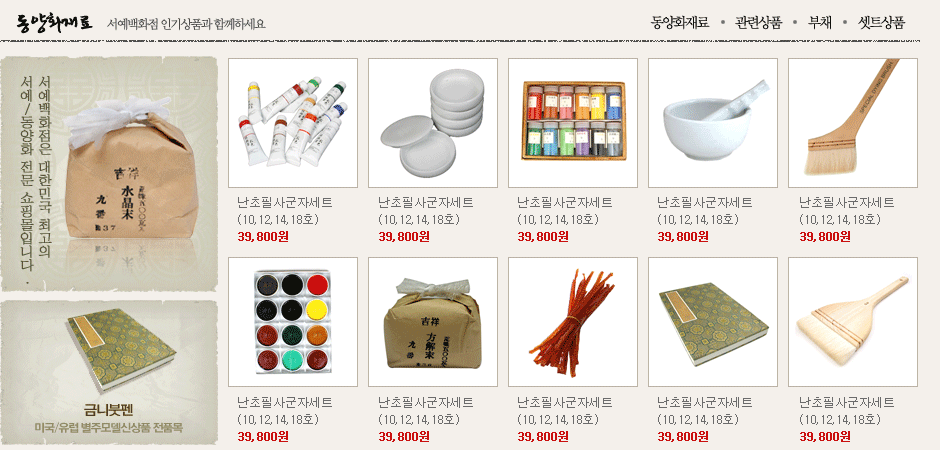 동양화재료
서예백화점 인기상품과 함께하세요
동양화재료 • 관련상품 • 부채 • 셋트상품
서예백화점은 대한민국 최고의
서예/동양화 전문 쇼핑몰입니다.
吉祥
水晶末
九番
금니붓펜
미국/유럽 별주모델신상품 전품목
난초필사군자세트
(10,12,14,18호)
39,800원
난초필사군자세트
(10,12,14,18호)
39,800원
난초필사군자세트
(10,12,14,18호)
39,800원
난초필사군자세트
(10,12,14,18호)
39,800원
난초필사군자세트
(10,12,14,18호)
39,800원
吉祥
方解末
九番
난초필사군자세트
(10,12,14,18호)
39,800원
난초필사군자세트
(10,12,14,18호)
39,800원
난초필사군자세트
(10,12,14,18호)
39,800원
난초필사군자세트
(10,12,14,18호)
39,800원
난초필사군자세트
(10,12,14,18호)
39,800원